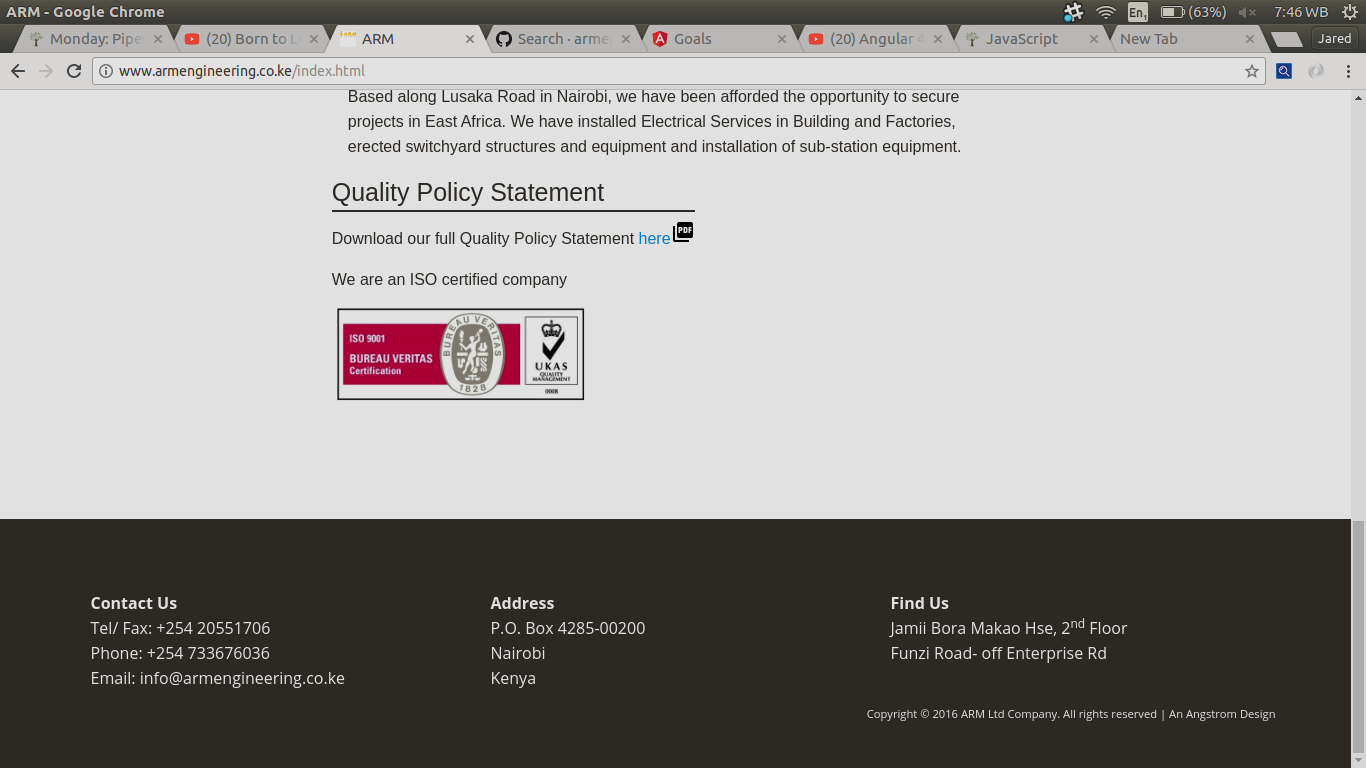 ARM - Google Chrome
En1 (63%) 7:46 WB
Monday: Pipe
(20) Born to L
ARM
Search · arme
Goals
(20) Angular 4
JavaScript
New Tab
Jared
www.armengineering.co.ke/index.html
Based along Lusaka Road in Nairobi, we have been afforded the opportunity to secure
projects in East Africa. We have installed Electrical Services in Building and Factories,
erected switchyard structures and equipment and installation of sub-station equipment.
Quality Policy Statement
Download our full Quality Policy Statement here PDF
We are an ISO certified company
ISO 9001
BUREAU VERITAS
Certification
BUREAU VERITAS
1828
UKAS
QUALITY
MANAGEMENT
0008
Contact Us
Tel/ Fax: +254 20551706
Phone: +254 733676036
Email: info@armengineering.co.ke
Address
P.O. Box 4285-00200
Nairobi
Kenya
Find Us
Jamii Bora Makao Hse, 2nd Floor
Funzi Road- off Enterprise Rd
Copyright © 2016 ARM Ltd Company. All rights reserved | An Angstrom Design